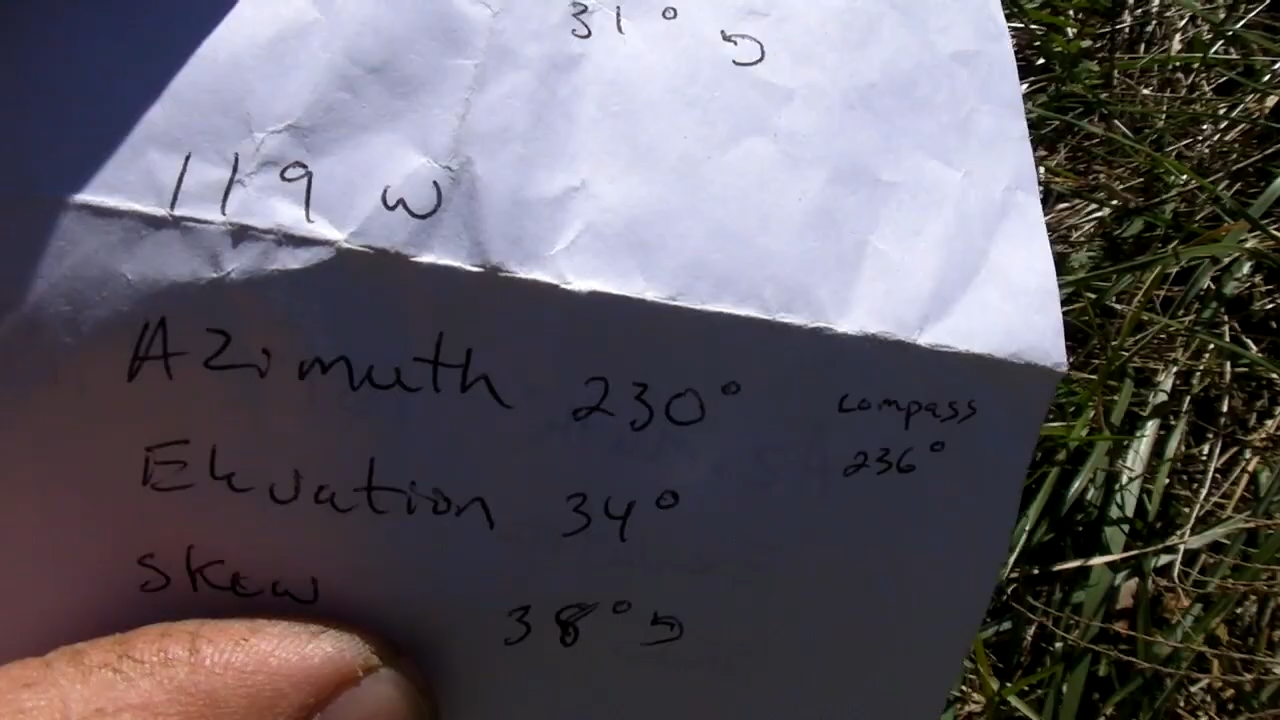 31° ↺
119 W
Azimuth 230° compass
236°
Elevation 34°
Skew 38° ↺